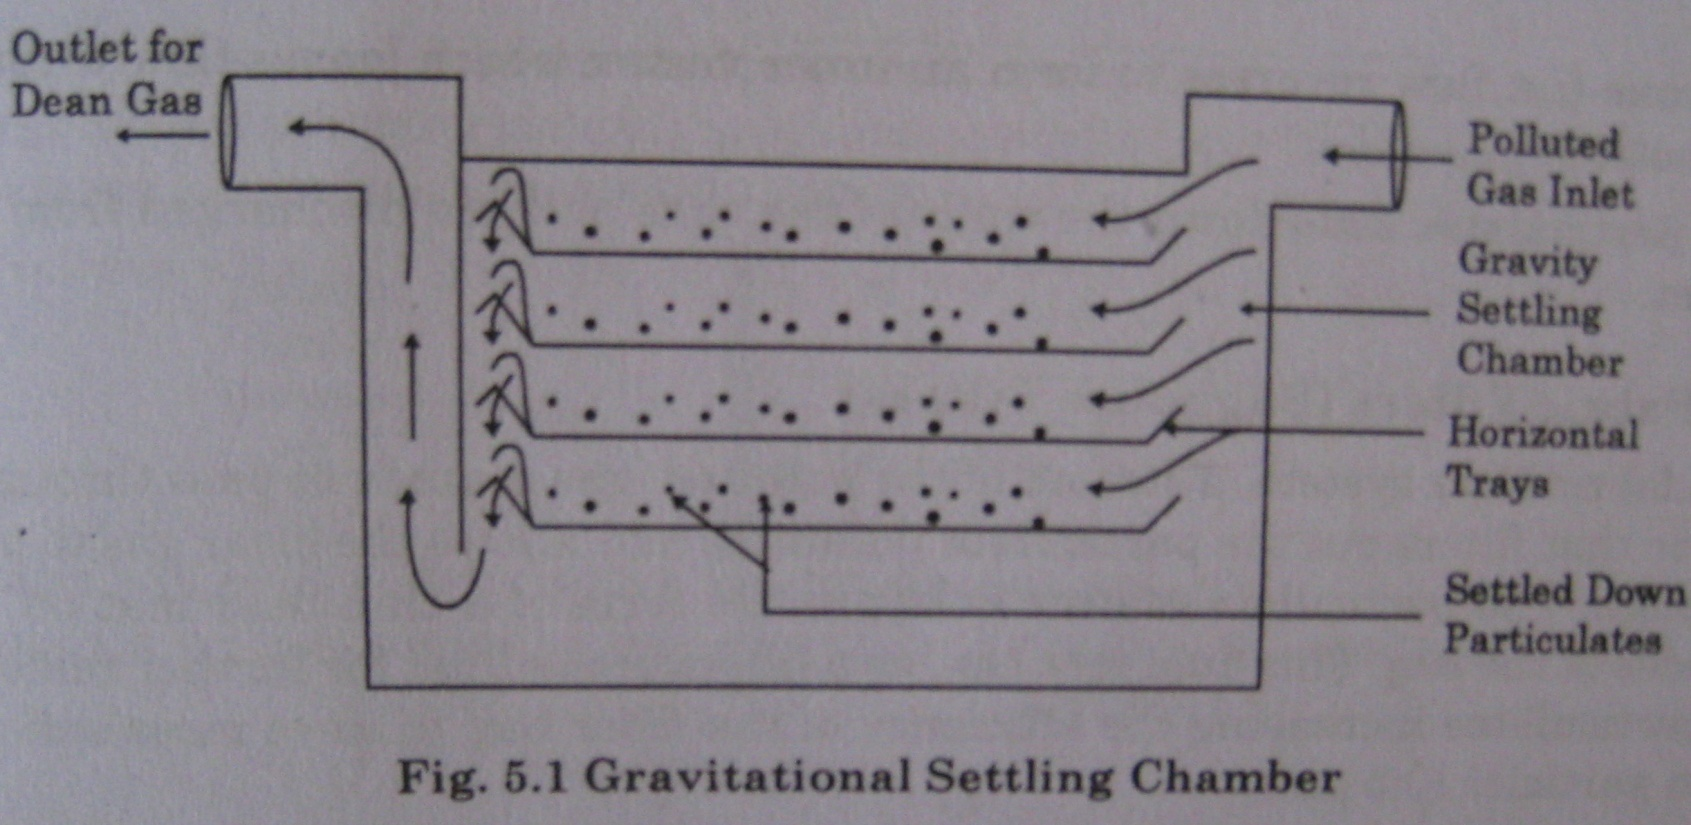 Outlet for
Dean Gas
Polluted
Gas Inlet
Gravity
Settling
Chamber
Horizontal
Trays
Settled Down
Particulates
Fig. 5.1 Gravitational Settling Chamber